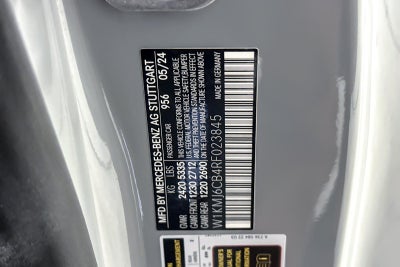 MFD BY MERCEDES-BENZ AG STUTTGART
956 05/24
PASSENGER CAR
KG LBS
GVWR 2420 5335
GAWR FRONT 1230 2712
GAWR REAR 1220 2690
THIS VEHICLE CONFORMS TO ALL APPLICABLE
U.S. FEDERAL MOTOR VEHICLE SAFETY,BUMPER
AND THEFT PREVENTION STANDARDS IN EFFECT
ON THE DATE OF MANUFACTURE SHOWN ABOVE.
MADE IN GERMANY
W1KMJ6CB4RF023845